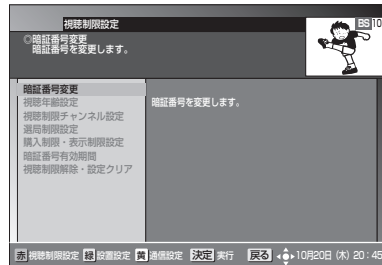 視聴制限設定
◎暗証番号変更
暗証番号を変更します。
BS 10
暗証番号変更
視聴年齢設定
視聴制限チャンネル設定
選局制限設定
購入制限・表示制限設定
暗証番号有効期間
視聴制限解除・設定クリア
暗証番号を変更します。
赤 視聴制限設定 緑 設置設定 黄 通信設定 決定 実行 戻る 10月20日 (木) 20:45